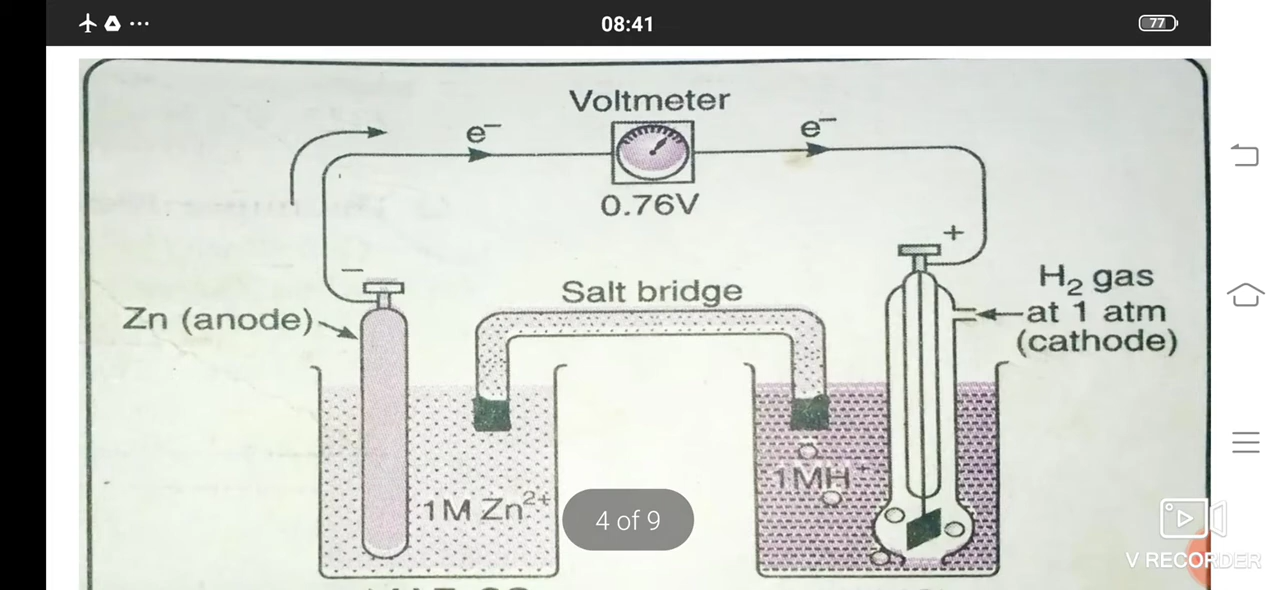 08:41
77
Voltmeter
e⁻
e⁻
0.76V
+
−
Salt bridge
H₂ gas
at 1 atm
(cathode)
Zn (anode)
1MH⁺
1M Zn²⁺
4 of 9
V RECORDER